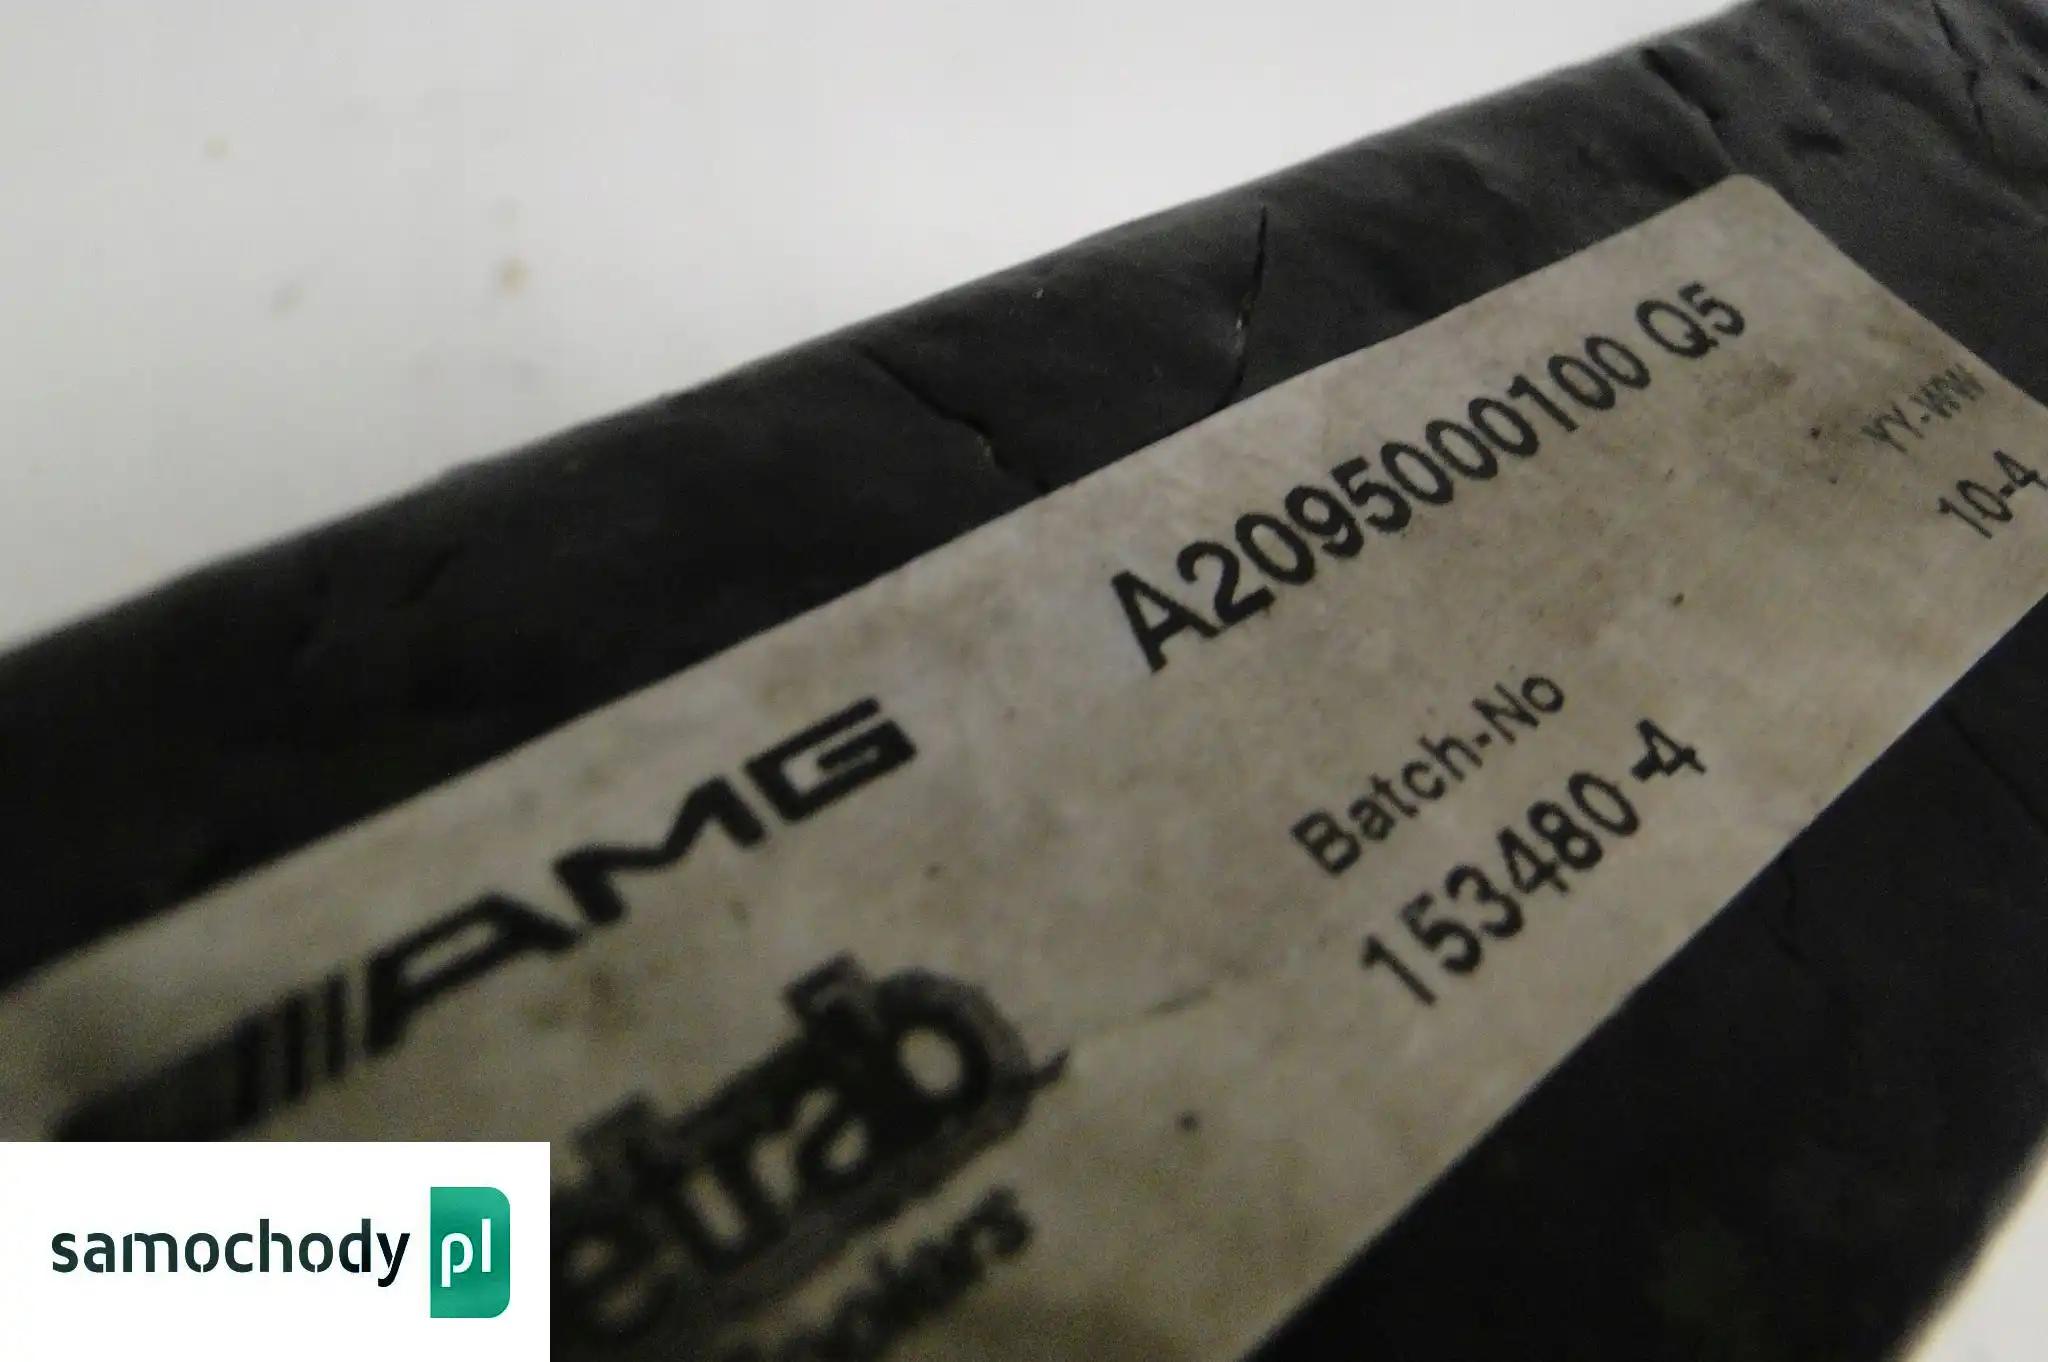 AMG
A2095000100 Q5
YY-WW
10-4
Batch-No
153480-4
samochody pl